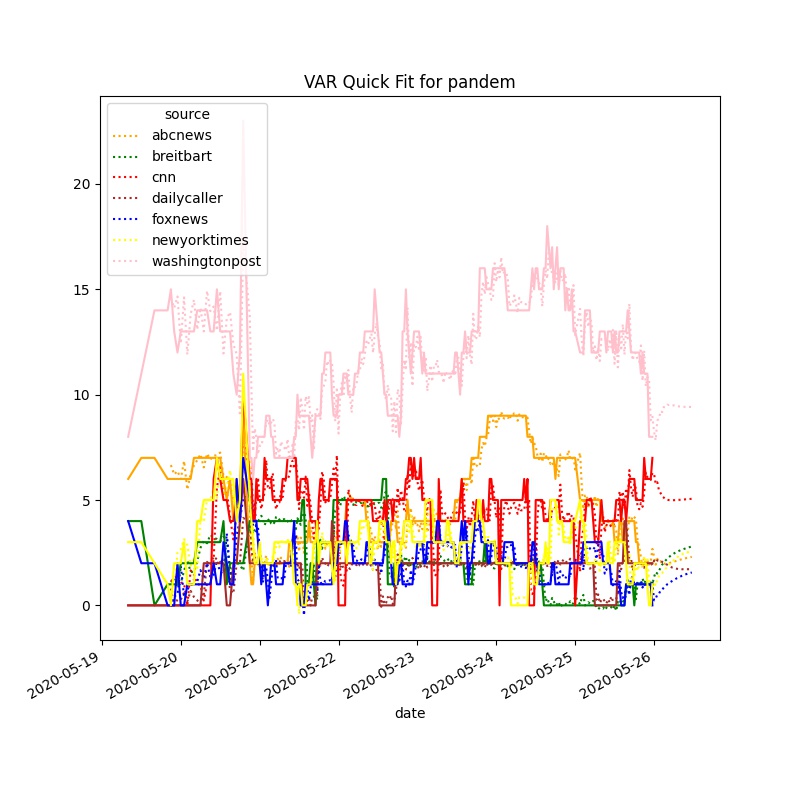 VAR Quick Fit for pandem
source
abcnews
breitbart
cnn
dailycaller
foxnews
newyorktimes
washingtonpost
20
15
10
5
0
2020-05-19
2020-05-20
2020-05-21
2020-05-22
2020-05-23
2020-05-24
2020-05-25
2020-05-26
date